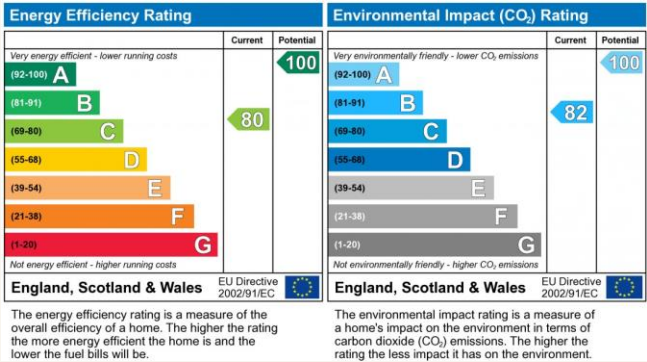 Energy Efficiency Rating
Current Potential
Very energy efficient - lower running costs
(92-100) A
100
(81-91) B
80
(69-80) C
(55-68) D
(39-54) E
(21-38) F
(1-20) G
Not energy efficient - higher running costs
England, Scotland & Wales
EU Directive
2002/91/EC
The energy efficiency rating is a measure of the
overall efficiency of a home. The higher the rating
the more energy efficient the home is and the
lower the fuel bills will be.
Environmental Impact (CO₂) Rating
Current Potential
Very environmentally friendly - lower CO₂ emissions
(92-100) A
100
(81-91) B
82
(69-80) C
(55-68) D
(39-54) E
(21-38) F
(1-20) G
Not environmentally friendly - higher CO₂ emissions
England, Scotland & Wales
EU Directive
2002/91/EC
The environmental impact rating is a measure of
a home's impact on the environment in terms of
carbon dioxide (CO₂) emissions. The higher the
rating the less impact it has on the environment.